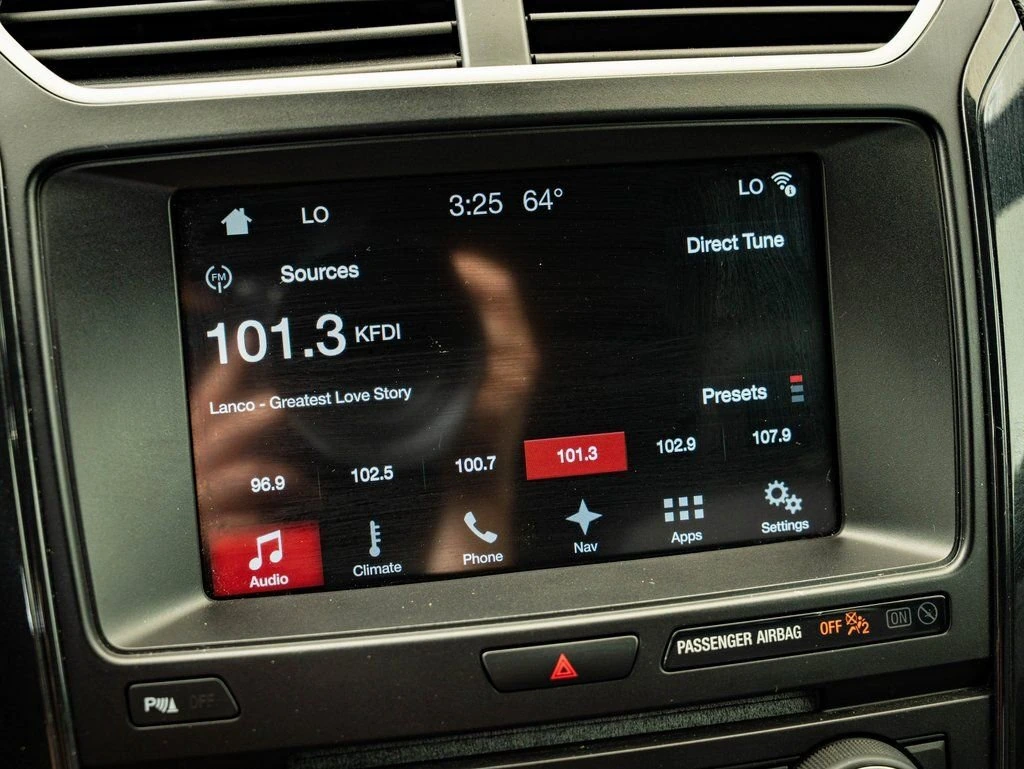 LO 3:25 64° LO
FM Sources Direct Tune
101.3 KFDI
Lanco - Greatest Love Story
Presets
96.9 102.5 100.7 101.3 102.9 107.9
Audio Climate Phone Nav Apps Settings
PASSENGER AIRBAG OFF 2 ON
P OFF